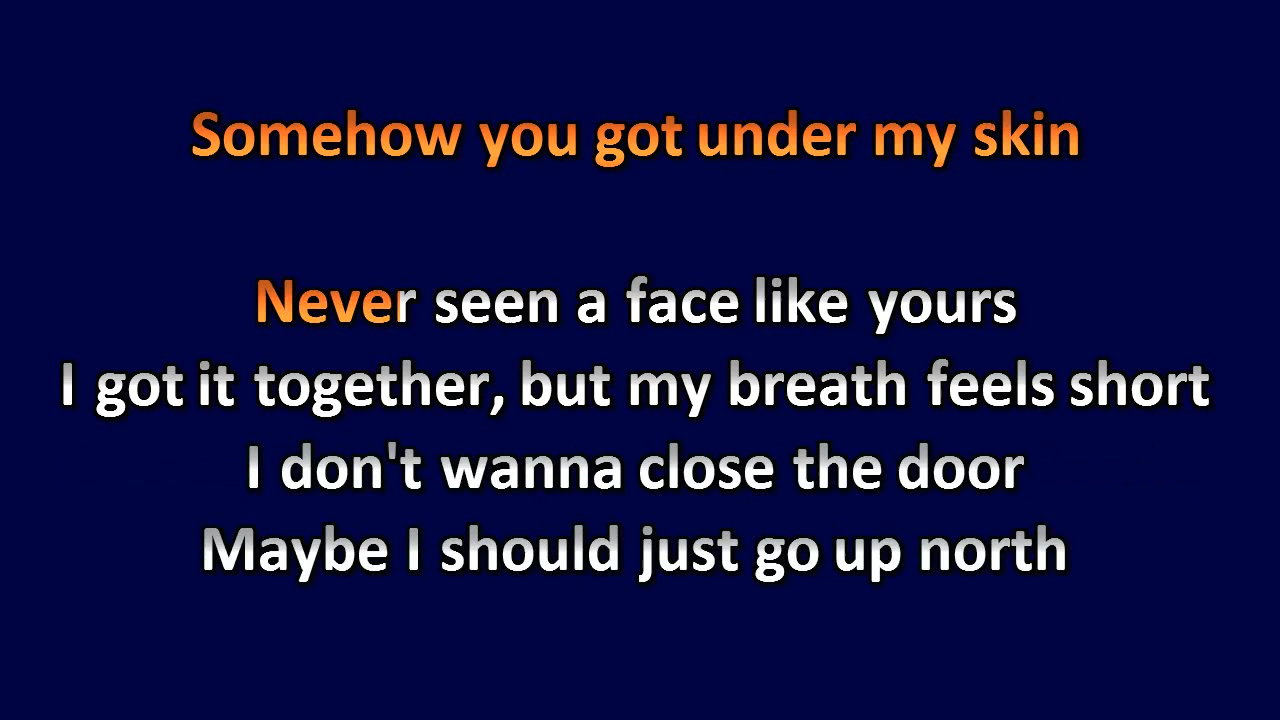 Somehow you got under my skin
Never seen a face like yours
I got it together, but my breath feels short
I don't wanna close the door
Maybe I should just go up north